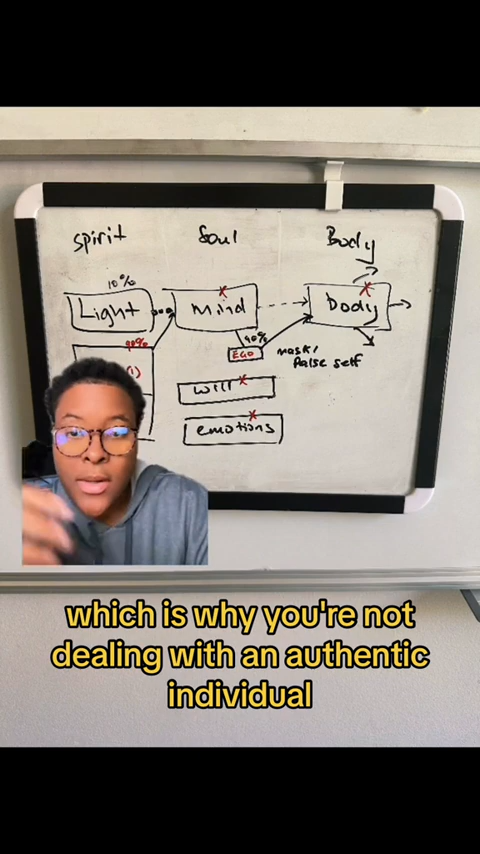 spirit
Soul
Body
10%
Light
Mind
x
body
x
90%
(1)
90%
EGO
mask/
false self
will x
emotions
x
which is why you're not
dealing with an authentic
individual